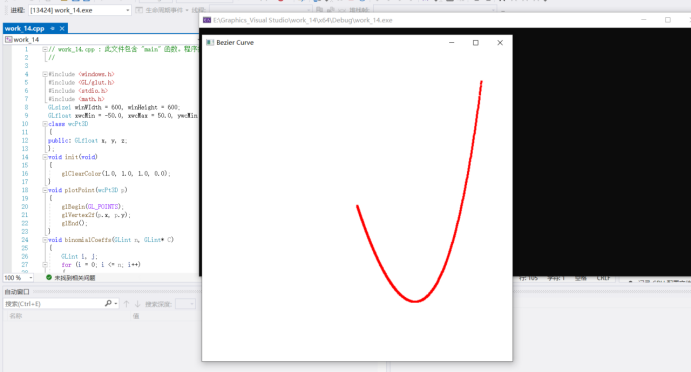 进程: [13424] work_14.exe
生命周期事件 线程:
work_14.cpp
work_14
E:\Graphics_Visual Studio\work_14\x64\Debug\work_14.exe
Bezier Curve
1 // work_14.cpp : 此文件包含 "main" 函数。程序
2 //
3
4 #include <windows.h>
5 #include <GL/glut.h>
6 #include <stdio.h>
7 #include <math.h>
8 GLsizei winWidth = 600, winHeight = 600;
9 GLfloat xwcMin = -50.0, xwcMax = 50.0, ywcMin
10 class wcPt3D
11 {
12 public: GLfloat x, y, z;
13 };
14 void init(void)
15 {
16 glClearColor(1.0, 1.0, 1.0, 0.0);
17 }
18 void plotPoint(wcPt3D p)
19 {
20 glBegin(GL_POINTS);
21 glVertex2f(p.x, p.y);
22 glEnd();
23 }
24 void binomialCoeffs(GLint n, GLint* C)
25 {
26 GLint i, j;
27 for (i = 0; i <= n; i++)
100 % 未找到相关问题
自动窗口
搜索(Ctrl+E) 搜索深度:
名称 值